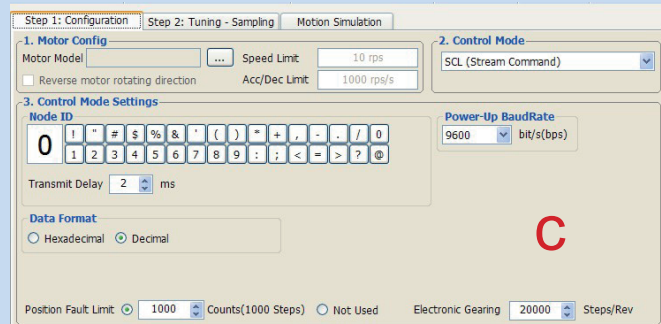 Step 1: Configuration Step 2: Tuning - Sampling Motion Simulation
1. Motor Config
Motor Model ... Speed Limit 10 rps
Reverse motor rotating direction Acc/Dec Limit 1000 rps/s
2. Control Mode
SCL (Stream Command)
3. Control Mode Settings
Node ID
0 ! " # $ % & ' ( ) * + , - . / 0
1 2 3 4 5 6 7 8 9 : ; < = > ? @
Transmit Delay 2 ms
Power-Up BaudRate
9600 bit/s(bps)
Data Format
Hexadecimal Decimal
C
Position Fault Limit 1000 Counts(1000 Steps) Not Used Electronic Gearing 20000 Steps/Rev